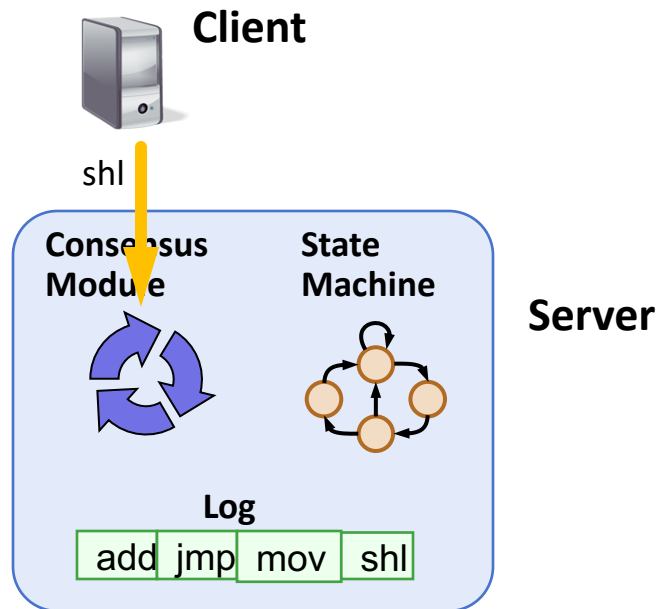 Client
shl
Consensus
Module
State
Machine
Server
Log
add jmp mov shl